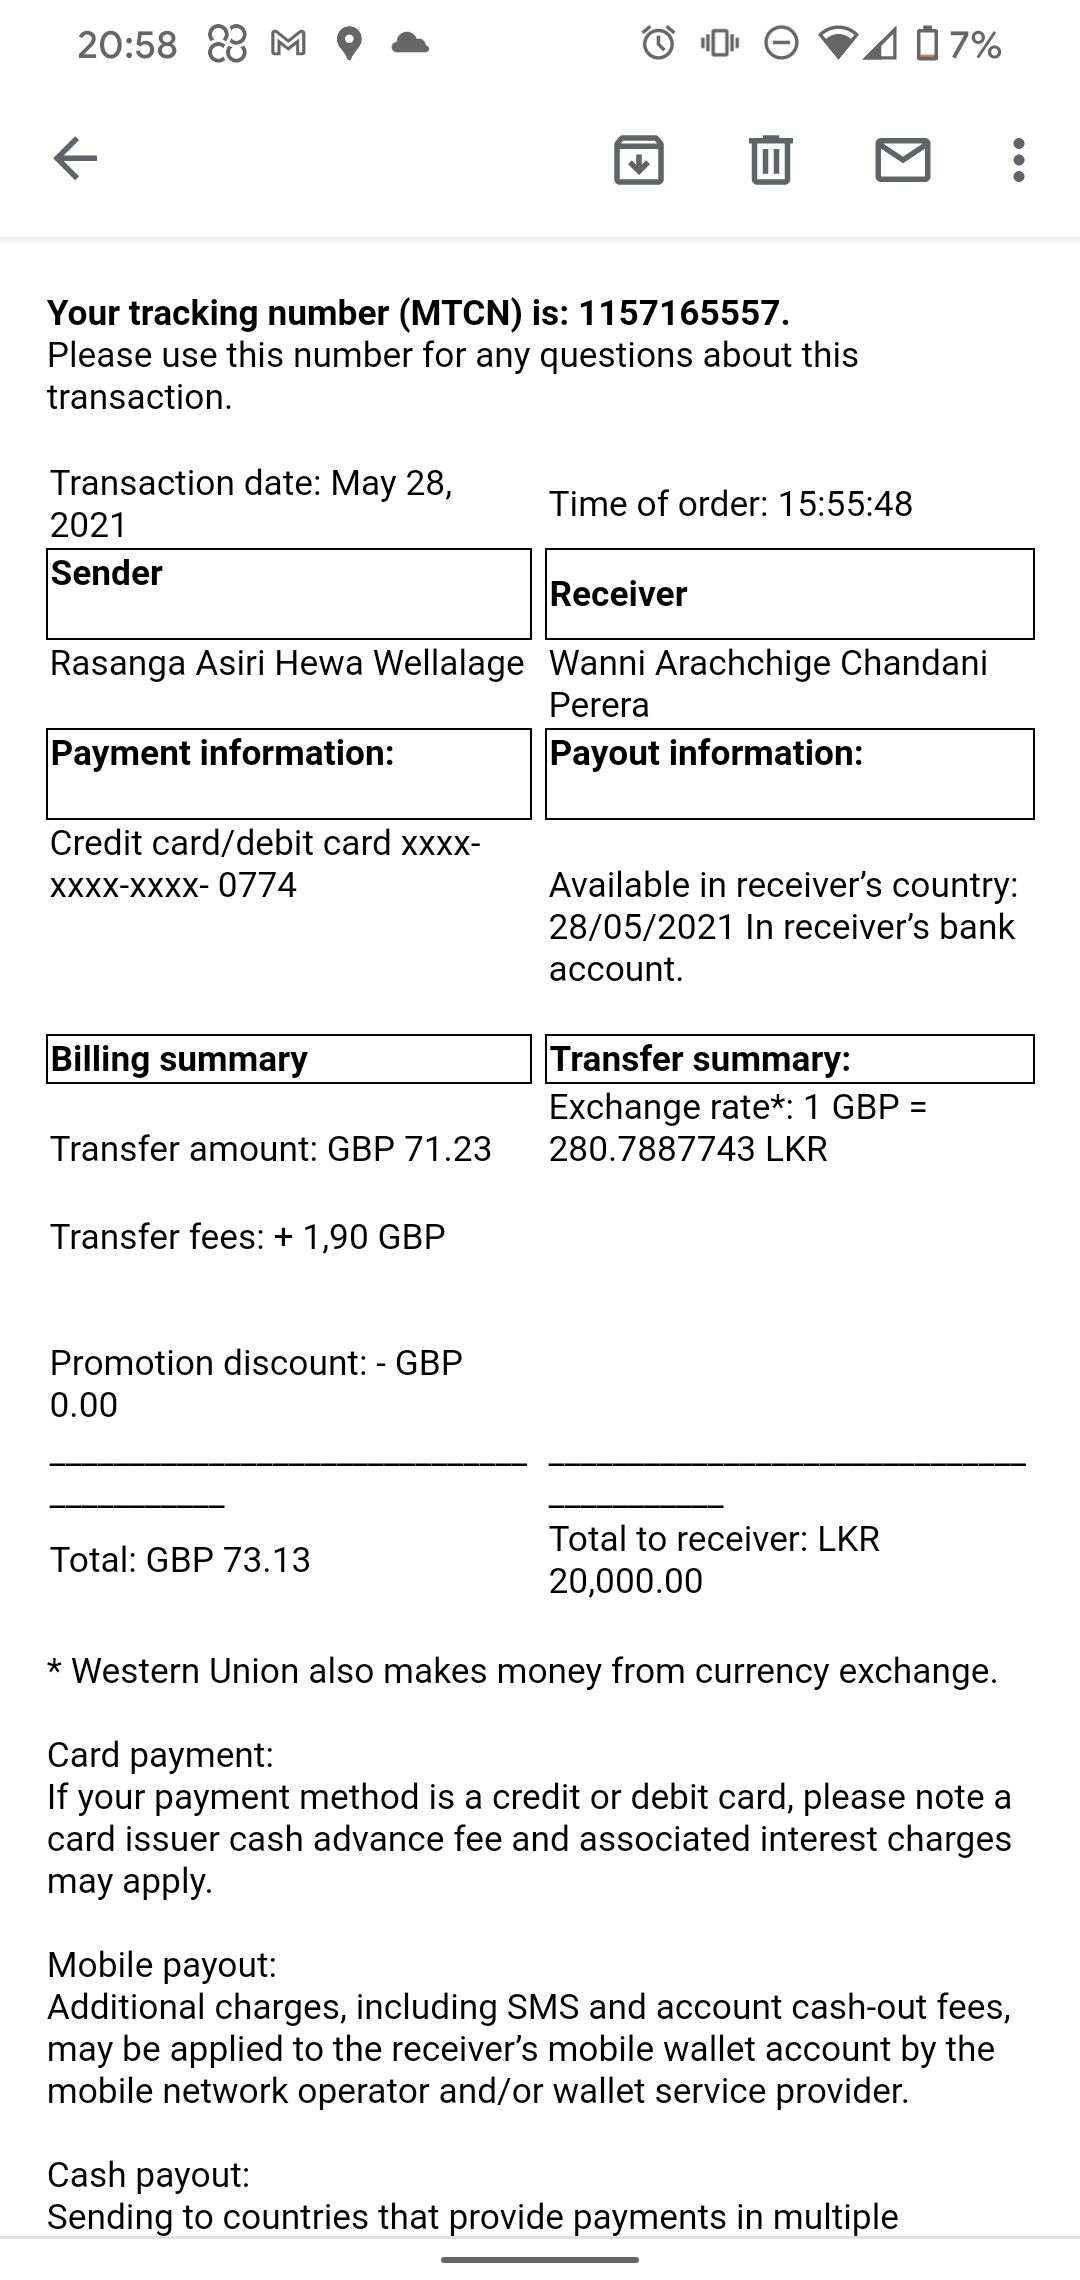 20:58
7%
Your tracking number (MTCN) is: 1157165557.
Please use this number for any questions about this
transaction.
Transaction date: May 28,
2021
Time of order: 15:55:48
Sender
Receiver
Rasanga Asiri Hewa Wellalage
Wanni Arachchige Chandani
Perera
Payment information:
Payout information:
Credit card/debit card xxxx-
xxxx-xxxx- 0774
Available in receiver’s country:
28/05/2021 In receiver’s bank
account.
Billing summary
Transfer summary:
Transfer amount: GBP 71.23
Exchange rate*: 1 GBP =
280.7887743 LKR
Transfer fees: + 1,90 GBP
Promotion discount: - GBP
0.00
______________________________
___________
______________________________
___________
Total: GBP 73.13
Total to receiver: LKR
20,000.00
* Western Union also makes money from currency exchange.
Card payment:
If your payment method is a credit or debit card, please note a
card issuer cash advance fee and associated interest charges
may apply.
Mobile payout:
Additional charges, including SMS and account cash-out fees,
may be applied to the receiver’s mobile wallet account by the
mobile network operator and/or wallet service provider.
Cash payout:
Sending to countries that provide payments in multiple